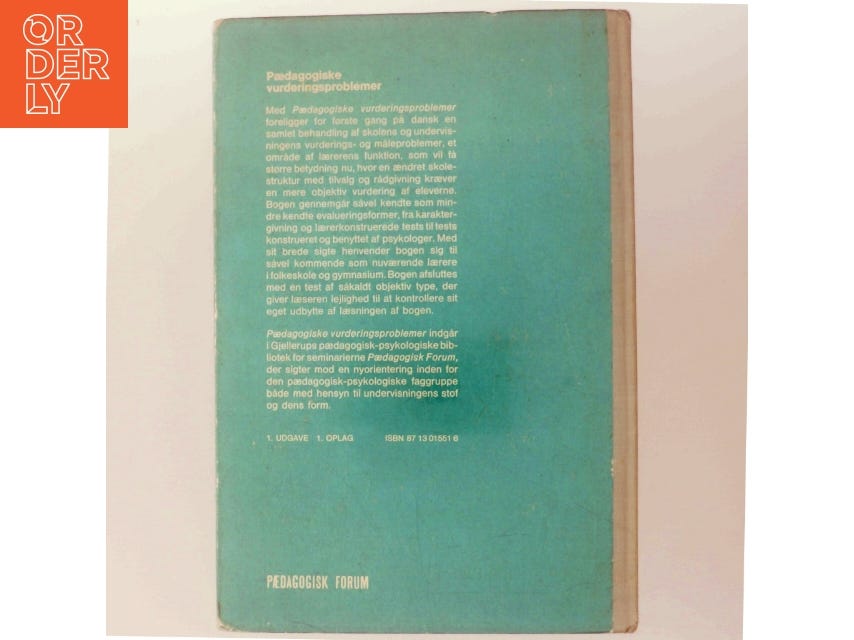 OR
DER
LY
Pædagogiske
vurderingsproblemer
Med Pædagogiske vurderingsproblemer
foreligger for første gang på dansk en
samlet behandling af skolens og undervis-
ningens vurderings- og måleproblemer, et
område af lærerens funktion, som vil få
større betydning nu, hvor en ændret skole-
struktur med tilvalg og rådgivning kræver
en mere objektiv vurdering af eleverne.
Bogen gennemgår såvel kendte som min-
dre kendte evalueringsformer, fra karakter-
givning og lærerkonstruerede tests til tests
konstrueret og benyttet af psykologer. Med
sit brede sigte henvender bogen sig til
såvel kommende som nuværende lærere
i folkeskole og gymnasium. Bogen afsluttes
med en test af såkaldt objektiv type, der
giver læseren lejlighed til at kontrollere sit
eget udbytte af læsningen af bogen.
Pædagogiske vurderingsproblemer indgår
i Gjellerups pædagogisk-psykologiske bib-
liotek for seminarierne Pædagogisk Forum,
der sigter mod en nyorientering inden for
den pædagogisk-psykologiske faggruppe
både med hensyn til undervisningens stof
og dens form.
1. UDGAVE 1. OPLAG ISBN 87 13 01551 6
PÆDAGOGISK FORUM